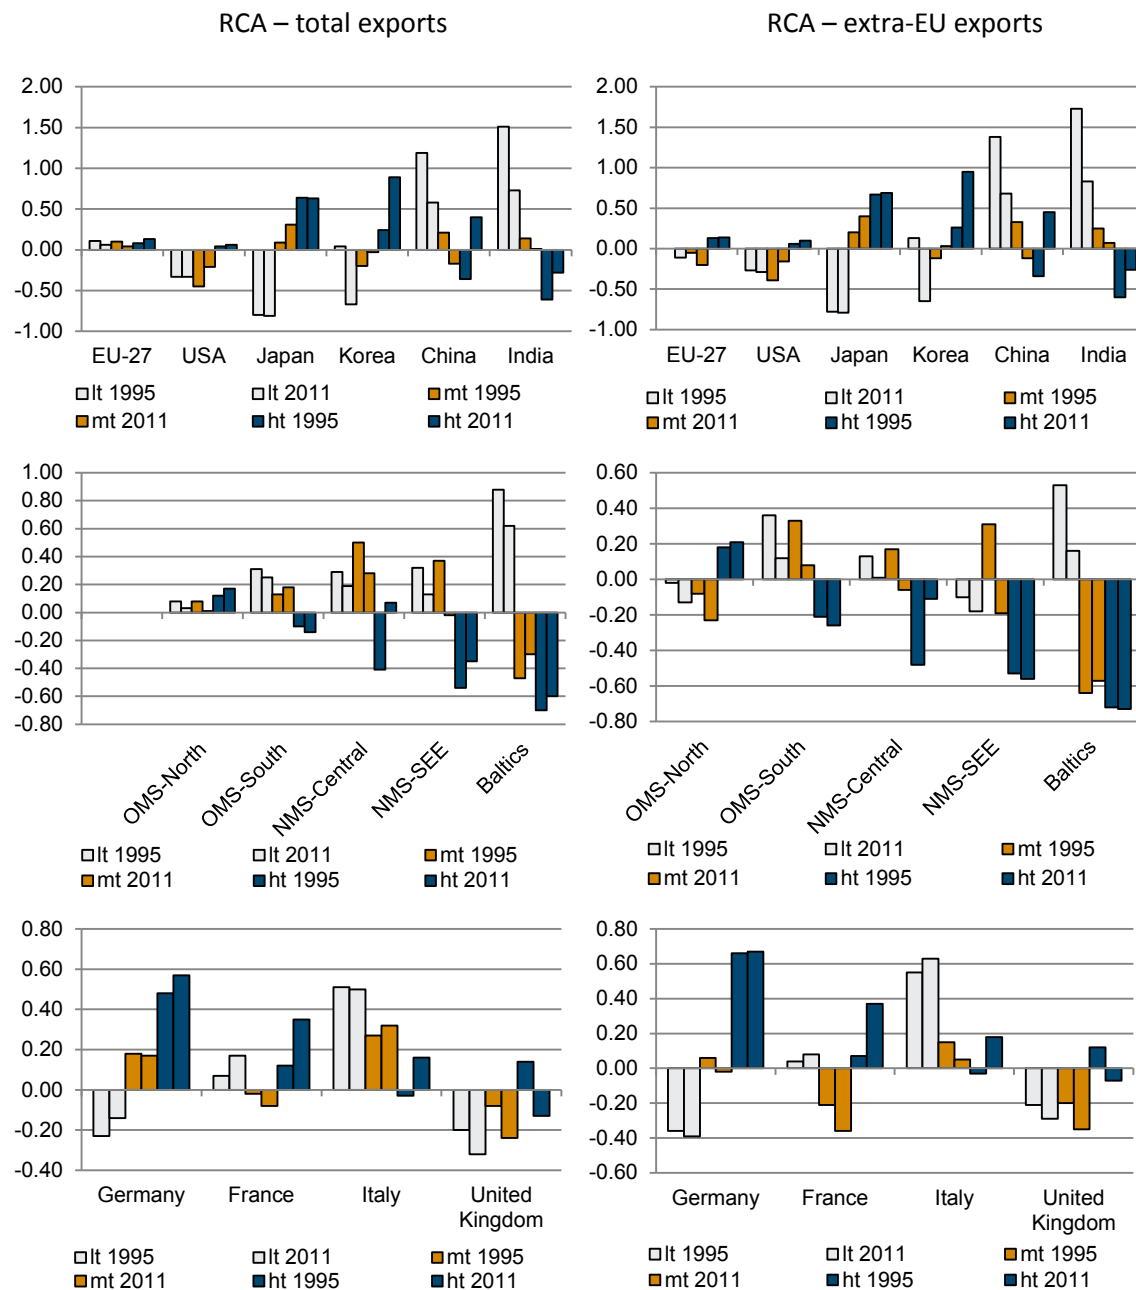 RCA – total exports
RCA – extra-EU exports
2.00
1.50
1.00
0.50
0.00
-0.50
-1.00
EU-27 USA Japan Korea China India
lt 1995 lt 2011 mt 1995
mt 2011 ht 1995 ht 2011
2.00
1.50
1.00
0.50
0.00
-0.50
-1.00
EU-27 USA Japan Korea China India
lt 1995 lt 2011 mt 1995
mt 2011 ht 1995 ht 2011
1.00
0.80
0.60
0.40
0.20
0.00
-0.20
-0.40
-0.60
-0.80
OMS-North OMS-South NMS-Central NMS-SEE Baltics
lt 1995 lt 2011 mt 1995
mt 2011 ht 1995 ht 2011
0.60
0.40
0.20
0.00
-0.20
-0.40
-0.60
-0.80
OMS-North OMS-South NMS-Central NMS-SEE Baltics
lt 1995 lt 2011 mt 1995
mt 2011 ht 1995 ht 2011
0.80
0.60
0.40
0.20
0.00
-0.20
-0.40
Germany France Italy United
Kingdom
lt 1995 lt 2011 mt 1995
mt 2011 ht 1995 ht 2011
0.80
0.60
0.40
0.20
0.00
-0.20
-0.40
-0.60
Germany France Italy United
Kingdom
lt 1995 lt 2011 mt 1995
mt 2011 ht 1995 ht 2011